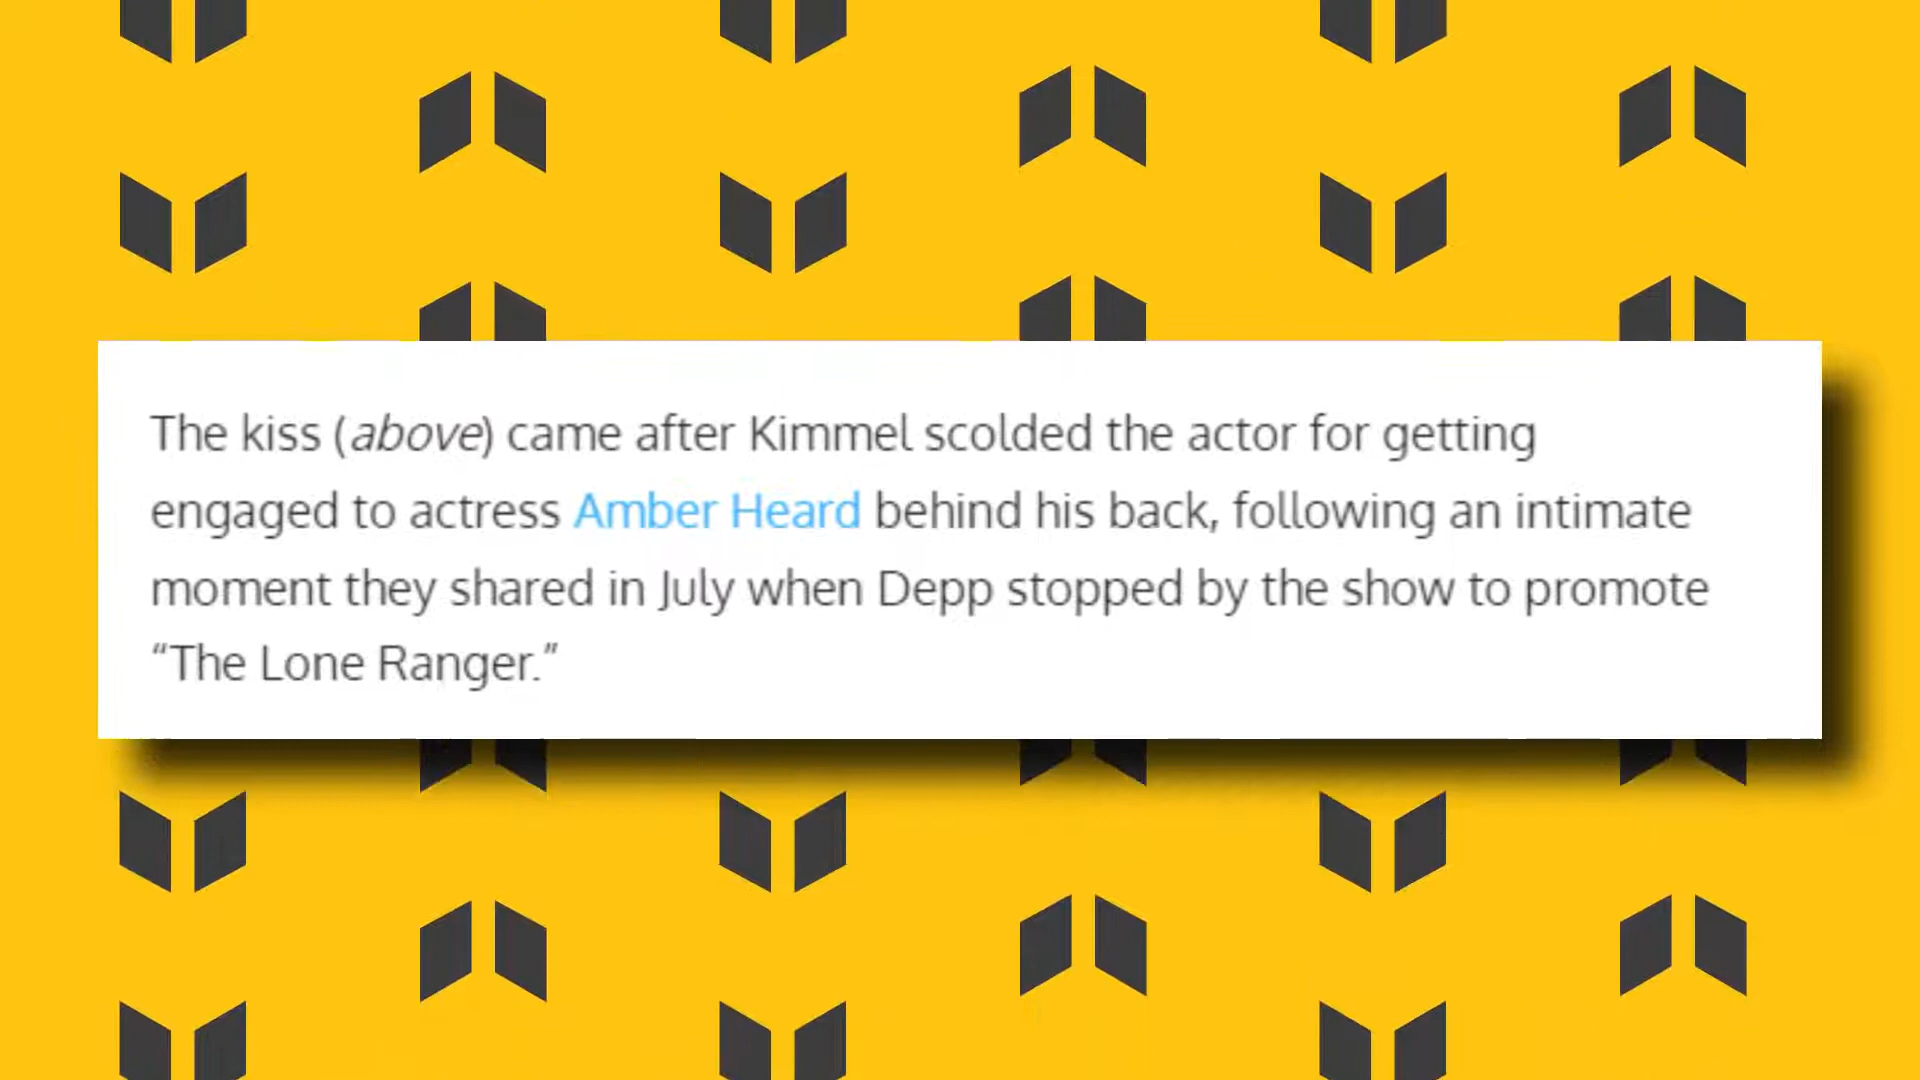 The kiss (above) came after Kimmel scolded the actor for getting
engaged to actress Amber Heard behind his back, following an intimate
moment they shared in July when Depp stopped by the show to promote
“The Lone Ranger.”